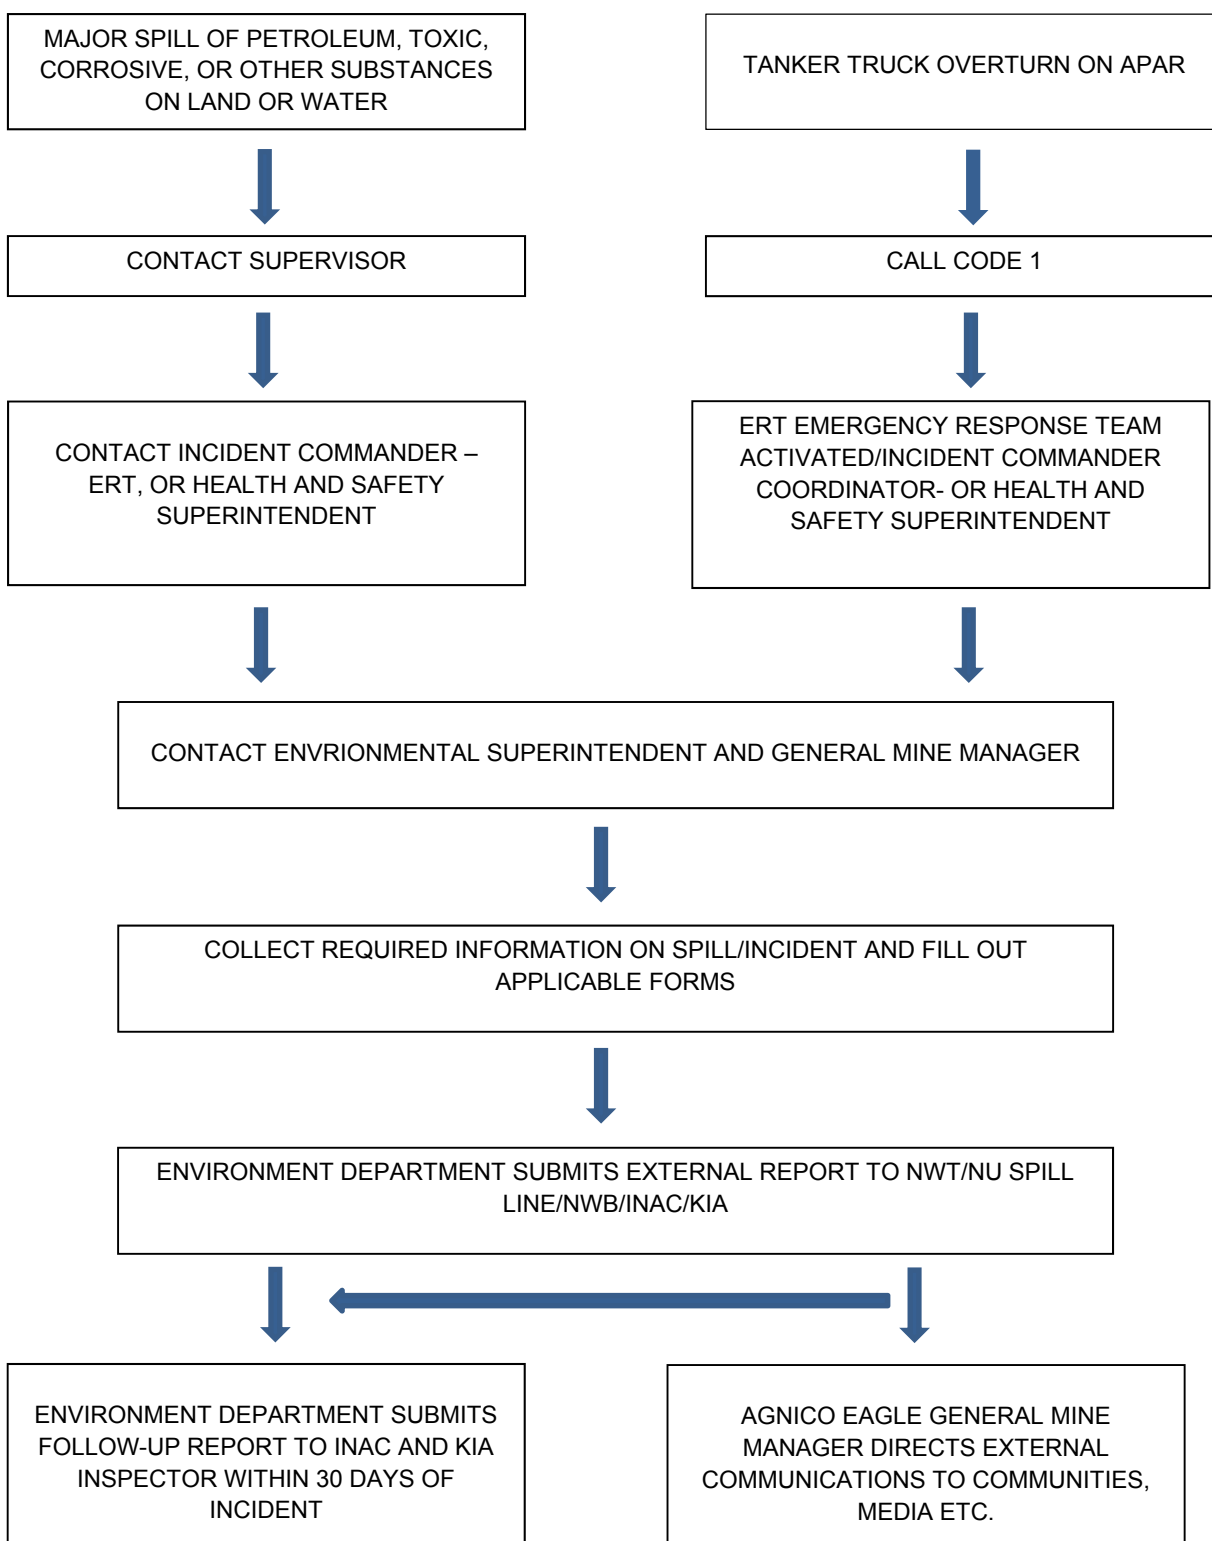 MAJOR SPILL OF PETROLEUM, TOXIC,
CORROSIVE, OR OTHER SUBSTANCES
ON LAND OR WATER
TANKER TRUCK OVERTURN ON APAR
CONTACT SUPERVISOR
CALL CODE 1
CONTACT INCIDENT COMMANDER –
ERT, OR HEALTH AND SAFETY
SUPERINTENDENT
ERT EMERGENCY RESPONSE TEAM
ACTIVATED/INCIDENT COMMANDER
COORDINATOR- OR HEALTH AND
SAFETY SUPERINTENDENT
CONTACT ENVRIONMENTAL SUPERINTENDENT AND GENERAL MINE MANAGER
COLLECT REQUIRED INFORMATION ON SPILL/INCIDENT AND FILL OUT
APPLICABLE FORMS
ENVIRONMENT DEPARTMENT SUBMITS EXTERNAL REPORT TO NWT/NU SPILL
LINE/NWB/INAC/KIA
ENVIRONMENT DEPARTMENT SUBMITS
FOLLOW-UP REPORT TO INAC AND KIA
INSPECTOR WITHIN 30 DAYS OF
INCIDENT
AGNICO EAGLE GENERAL MINE
MANAGER DIRECTS EXTERNAL
COMMUNICATIONS TO COMMUNITIES,
MEDIA ETC.